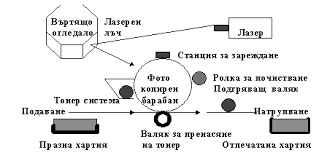 Въртящо
огледало
Лазерен
лъч
Лазер
Станция за зареждане
Фото
копирен
барабан
Ролка за почистване
Подгряващ валяк
Тонер система
Подаване
Натрупване
Валяк за пренасяне
на тонер
Празна хартия
Отпечатана хартия